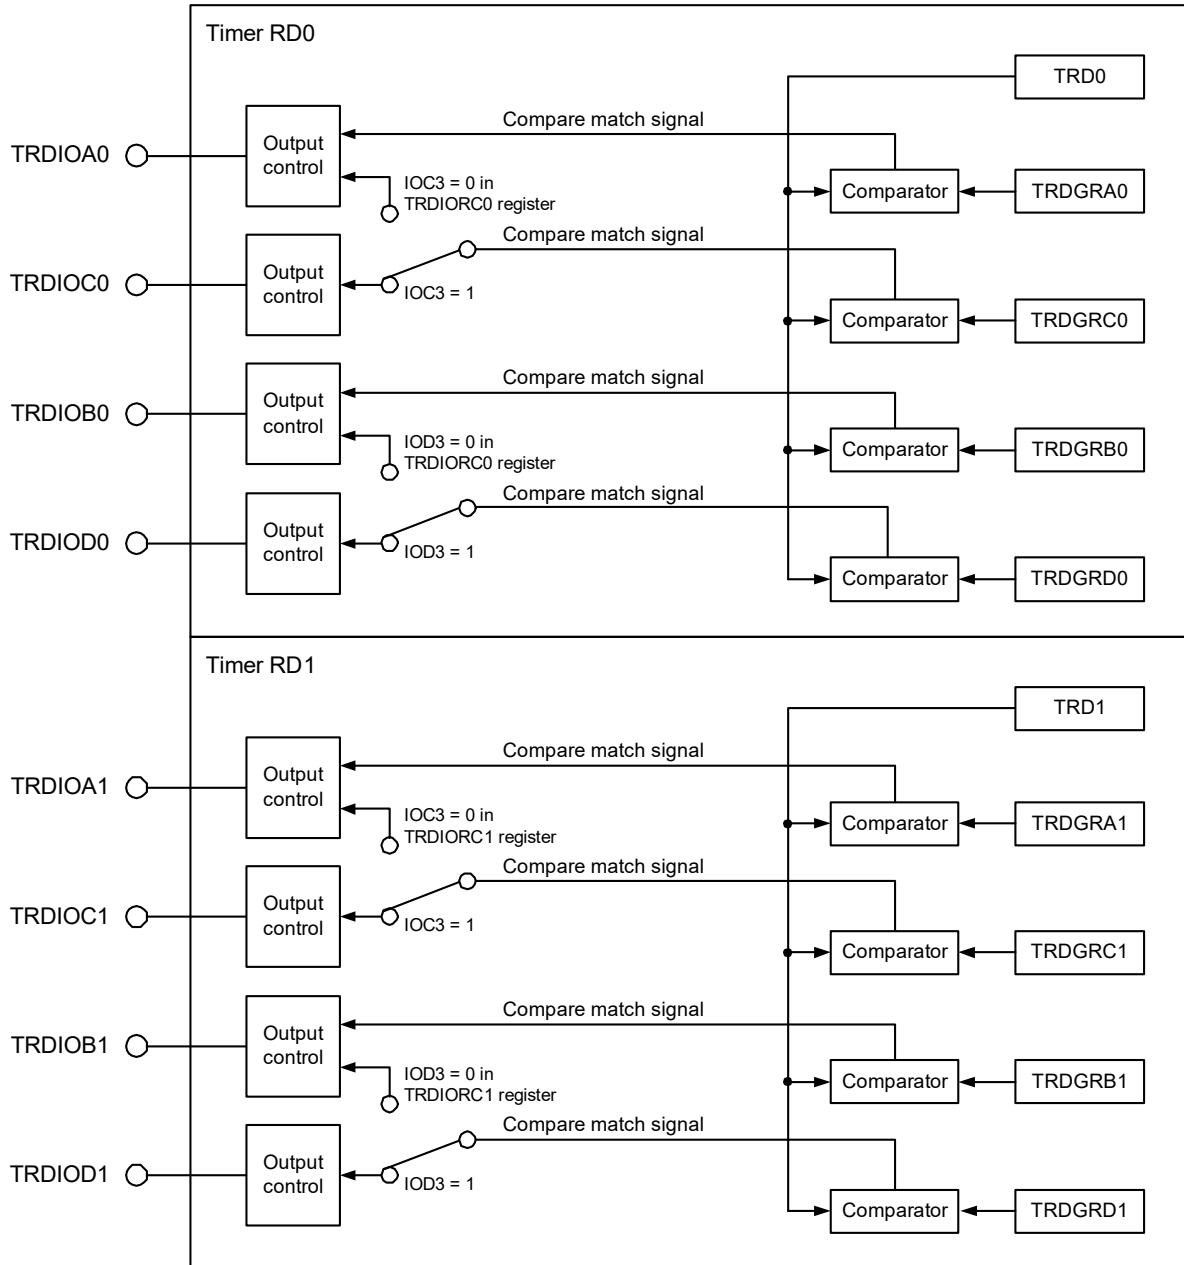 Timer RD0
TRD0
Compare match signal
TRDIOA0
Output
control
IOC3 = 0 in
TRDIORC0 register
Comparator
TRDGRA0
Compare match signal
TRDIOC0
Output
control
IOC3 = 1
Comparator
TRDGRC0
Compare match signal
TRDIOB0
Output
control
IOD3 = 0 in
TRDIORC0 register
Comparator
TRDGRB0
Compare match signal
TRDIOD0
Output
control
IOD3 = 1
Comparator
TRDGRD0
Timer RD1
TRD1
Compare match signal
TRDIOA1
Output
control
IOC3 = 0 in
TRDIORC1 register
Comparator
TRDGRA1
Compare match signal
TRDIOC1
Output
control
IOC3 = 1
Comparator
TRDGRC1
Compare match signal
TRDIOB1
Output
control
IOD3 = 0 in
TRDIORC1 register
Comparator
TRDGRB1
Compare match signal
TRDIOD1
Output
control
IOD3 = 1
Comparator
TRDGRD1